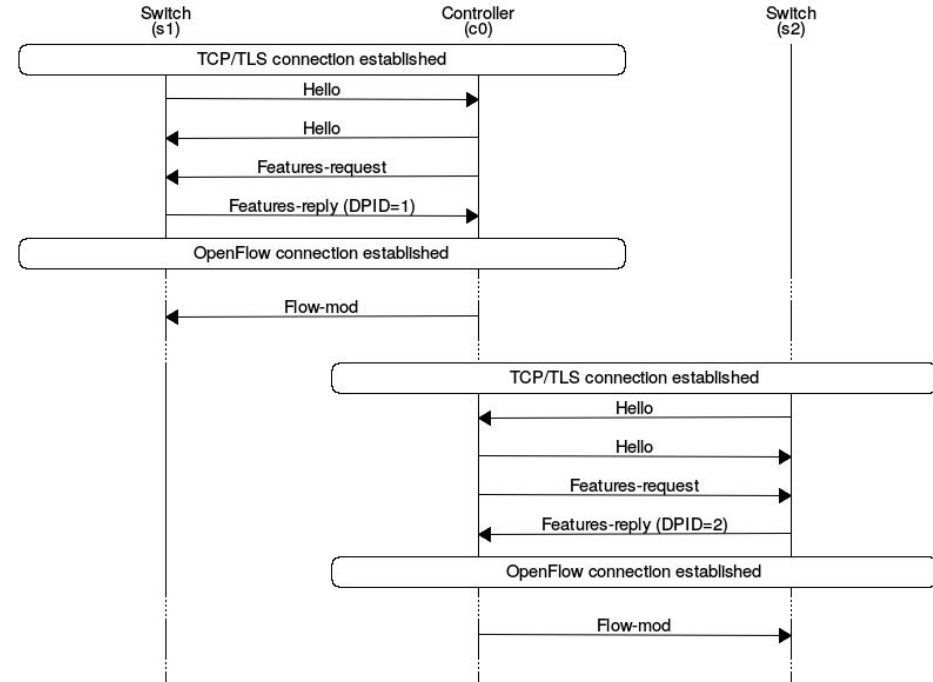 Switch
(s1)
Controller
(c0)
Switch
(s2)
TCP/TLS connection established
Hello
Hello
Features-request
Features-reply (DPID=1)
OpenFlow connection established
Flow-mod
TCP/TLS connection established
Hello
Hello
Features-request
Features-reply (DPID=2)
OpenFlow connection established
Flow-mod